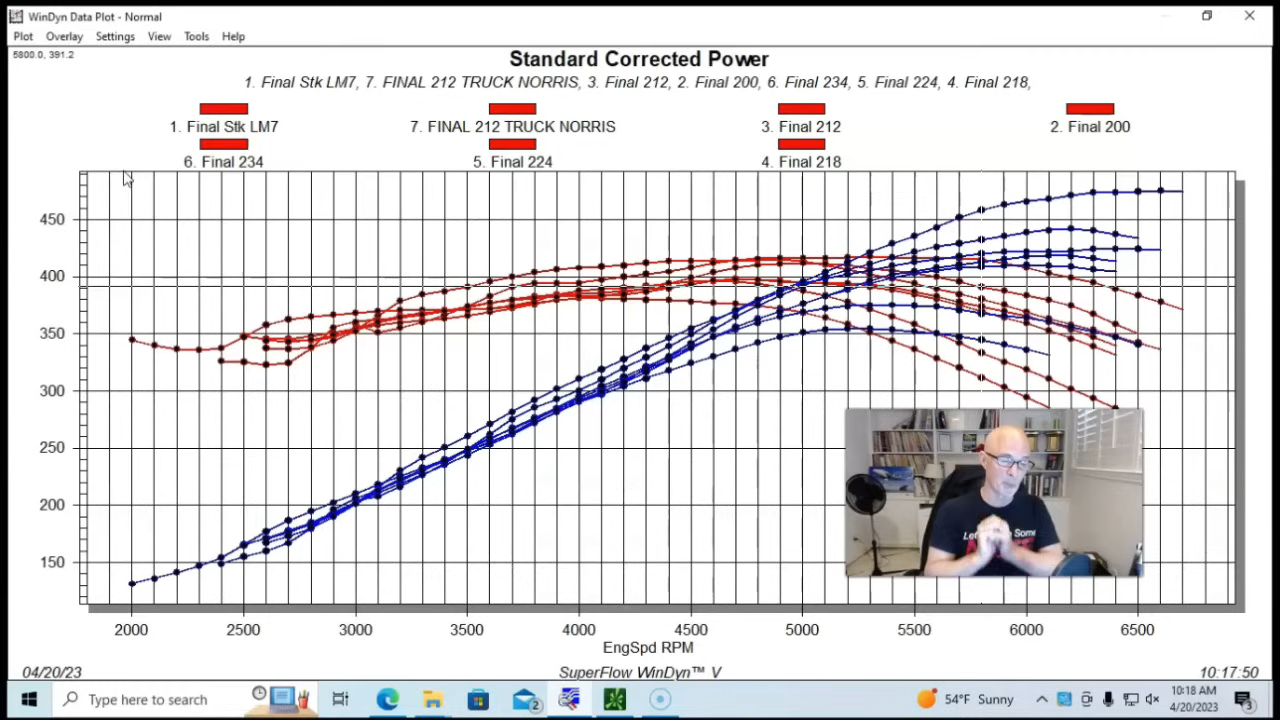 WinDyn Data Plot - Normal
Plot Overlay Settings View Tools Help
5800.0, 391.2
Standard Corrected Power
1. Final Stk LM7, 7. FINAL 212 TRUCK NORRIS, 3. Final 212, 2. Final 200, 6. Final 234, 5. Final 224, 4. Final 218,
1. Final Stk LM7 7. FINAL 212 TRUCK NORRIS 3. Final 212 2. Final 200
6. Final 234 5. Final 224 4. Final 218
450
400
350
300
250
200
150
2000 2500 3000 3500 4000 4500 5000 5500 6000 6500
EngSpd RPM
04/20/23 SuperFlow WinDyn™ V 10:17:50
Type here to search 2 54°F Sunny 10:18 AM 3
4/20/2023